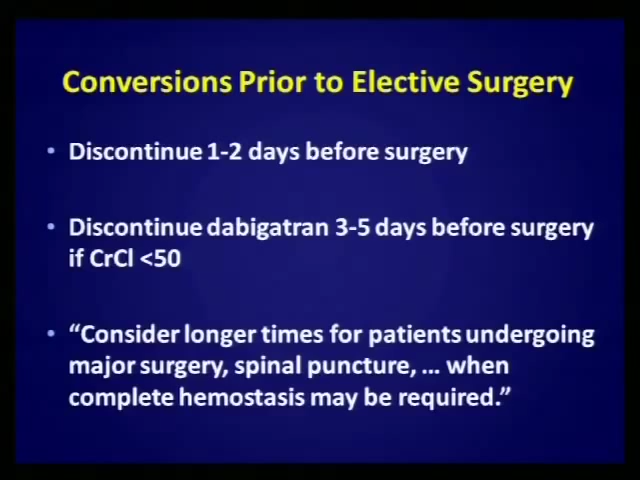 Conversions Prior to Elective Surgery
• Discontinue 1-2 days before surgery
• Discontinue dabigatran 3-5 days before surgery
if CrCl <50
• “Consider longer times for patients undergoing
major surgery, spinal puncture, ... when
complete hemostasis may be required.”